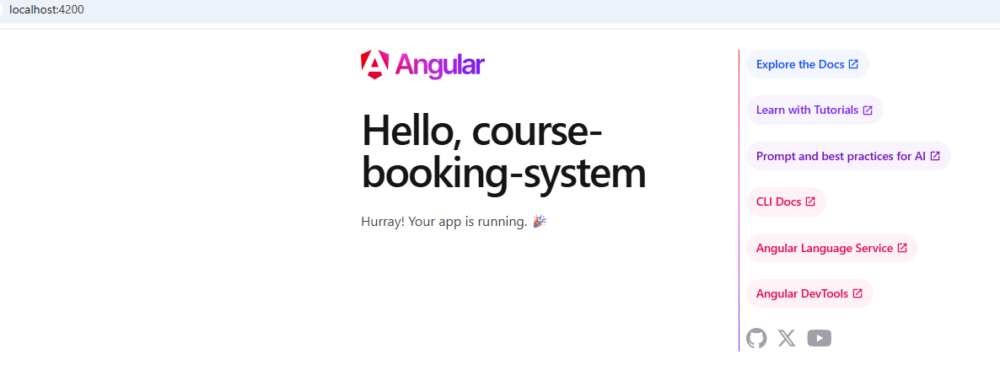 localhost:4200
Angular
Hello, course-
booking-system
Hurray! Your app is running. 🎉
Explore the Docs
Learn with Tutorials
Prompt and best practices for AI
CLI Docs
Angular Language Service
Angular DevTools